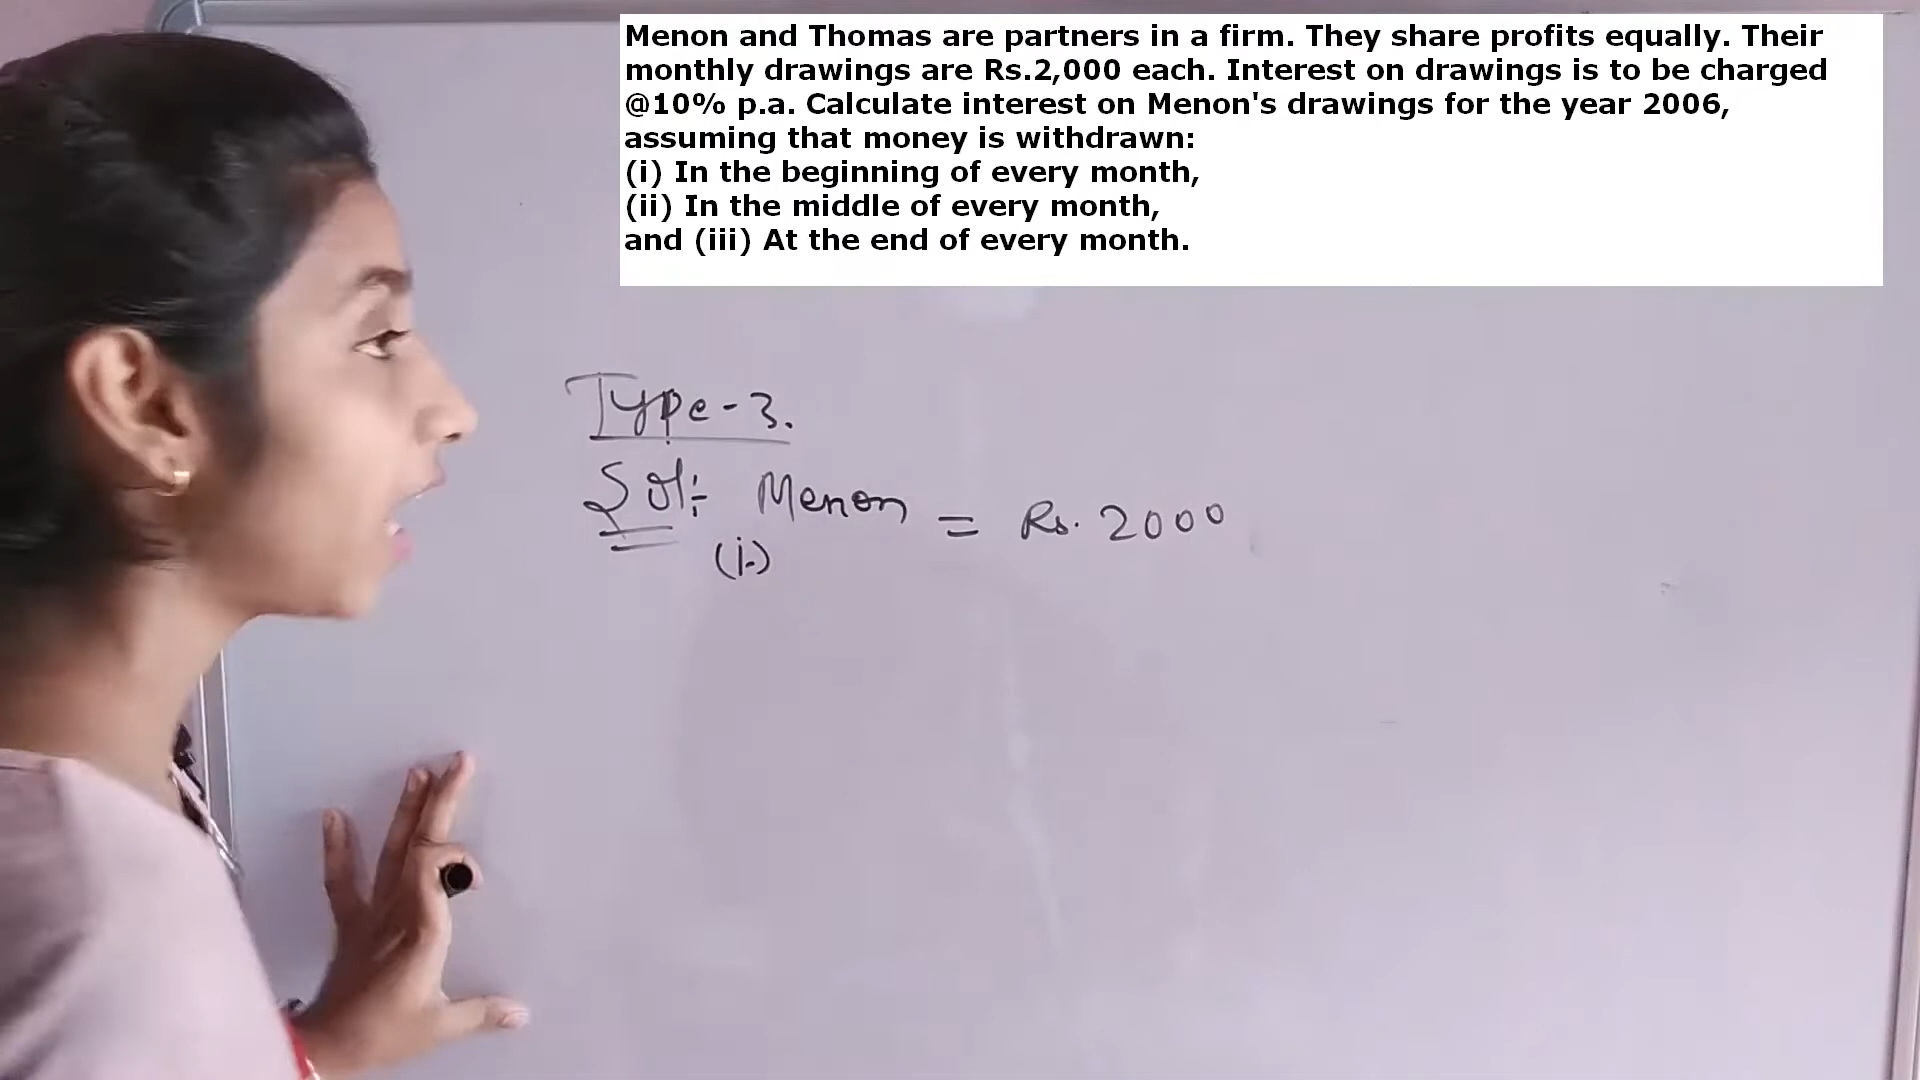 Menon and Thomas are partners in a firm. They share profits equally. Their
monthly drawings are Rs.2,000 each. Interest on drawings is to be charged
@10% p.a. Calculate interest on Menon's drawings for the year 2006,
assuming that money is withdrawn:
(i) In the beginning of every month,
(ii) In the middle of every month,
and (iii) At the end of every month.
Type-3.
Sol:- Menon = Rs. 2000
(i.)